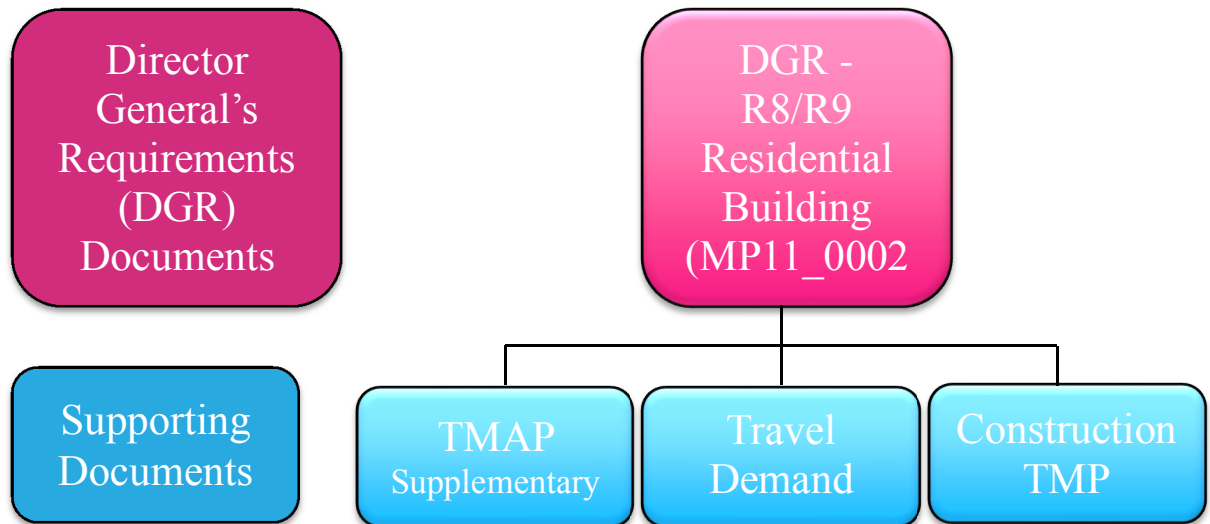 Director
General’s
Requirements
(DGR)
Documents
DGR -
R8/R9
Residential
Building
(MP11_0002
Supporting
Documents
TMAP
Supplementary
Travel
Demand
Construction
TMP